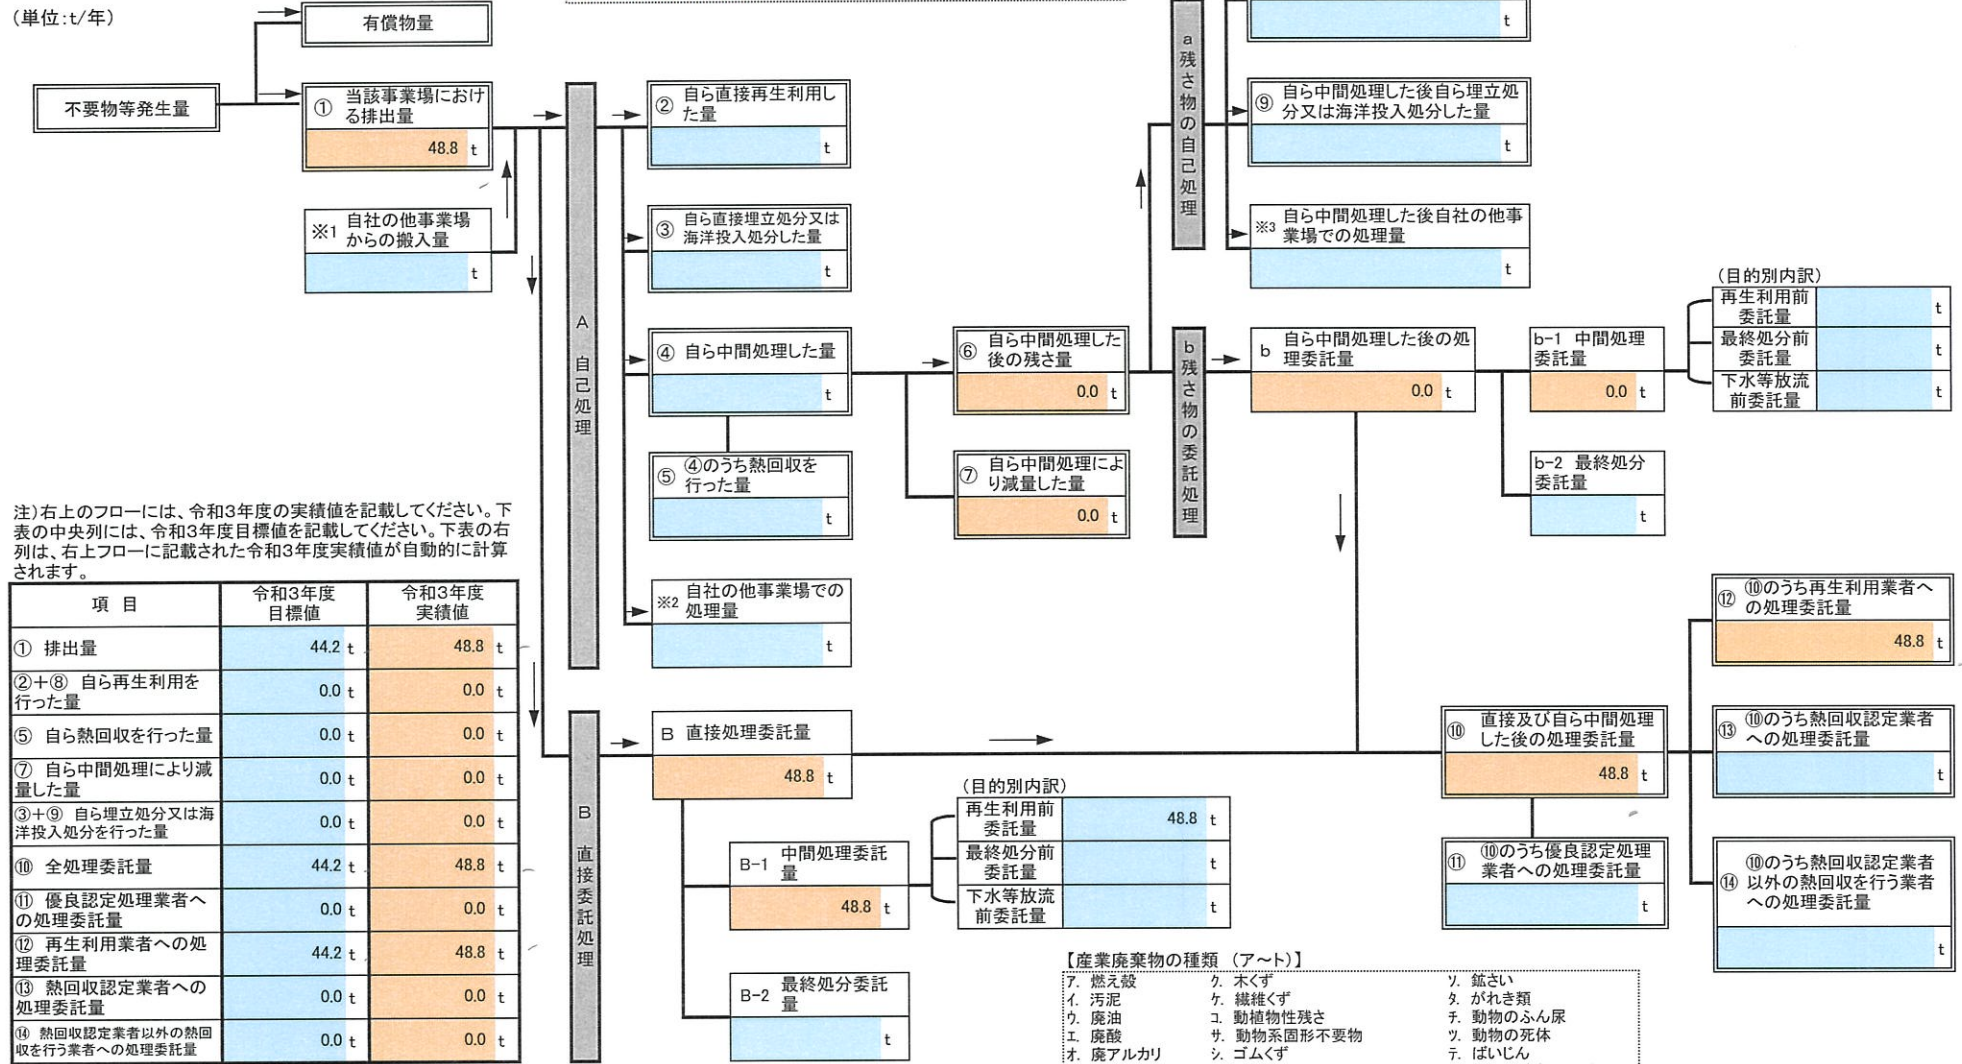 (単位:t/年)
有償物量
不要物等発生量
① 当該事業場におけ
る排出量
48.8 t
※1 自社の他事業場
からの搬入量
t
A 自己処理
② 自ら直接再生利用し
た量
t
③ 自ら直接埋立処分又は
海洋投入処分した量
t
④ 自ら中間処理した量
t
⑤ ④のうち熱回収を
行った量
t
※2 自社の他事業場での
処理量
t
⑥ 自ら中間処理した
後の残さ量
0.0 t
⑦ 自ら中間処理によ
り減量した量
0.0 t
a 残さ物の自己処理
t
⑨ 自ら中間処理した後自ら埋立処
分又は海洋投入処分した量
t
※3 自ら中間処理した後自社の他事
業場での処理量
t
b 残さ物の委託処理
b 自ら中間処理した後の処
理委託量
0.0 t
b-1 中間処理
委託量
0.0 t
(目的別内訳)
再生利用前
委託量
t
最終処分前
委託量
t
下水等放流
前委託量
t
b-2 最終処分
委託量
t
注)右上のフローには、令和3年度の実績値を記載してください。下
表の中央列には、令和3年度目標値を記載してください。下表の右
列は、右上フローに記載された令和3年度実績値が自動的に計算
されます。
項 目 令和3年度 目標値 令和3年度 実績値
① 排出量 44.2 t 48.8 t
②+⑧ 自ら再生利用を
行った量 0.0 t 0.0 t
⑤ 自ら熱回収を行った量 0.0 t 0.0 t
⑦ 自ら中間処理により減
量した量 0.0 t 0.0 t
③+⑨ 自ら埋立処分又は海
洋投入処分を行った量 0.0 t 0.0 t
⑩ 全処理委託量 44.2 t 48.8 t
⑪ 優良認定処理業者へ
の処理委託量 0.0 t 0.0 t
⑫ 再生利用業者への処
理委託量 44.2 t 48.8 t
⑬ 熱回収認定業者への
処理委託量 0.0 t 0.0 t
⑭ 熱回収認定業者以外の熱回
収を行う業者への処理委託量 0.0 t 0.0 t
B 直接委託処理
B 直接処理委託量
48.8 t
B-1 中間処理委託
量
48.8 t
(目的別内訳)
再生利用前
委託量
48.8 t
最終処分前
委託量
t
下水等放流
前委託量
t
B-2 最終処分委託
量
t
⑩ 直接及び自ら中間処理
した後の処理委託量
48.8 t
⑪ ⑩のうち優良認定処理
業者への処理委託量
t
⑫ ⑩のうち再生利用業者へ
の処理委託量
48.8 t
⑬ ⑩のうち熱回収認定業者
への処理委託量
t
⑭ ⑩のうち熱回収認定業者
以外の熱回収を行う業者
への処理委託量
t
【産業廃棄物の種類 (ア~ト)】
ア. 燃え殻 ク. 木くず ソ. 鉱さい
イ. 汚泥 ケ. 繊維くず タ. がれき類
ウ. 廃油 コ. 動植物性残さ チ. 動物のふん尿
エ. 廃酸 サ. 動物系固形不要物 ツ. 動物の死体
オ. 廃アルカリ シ. ゴムくず テ. ばいじん